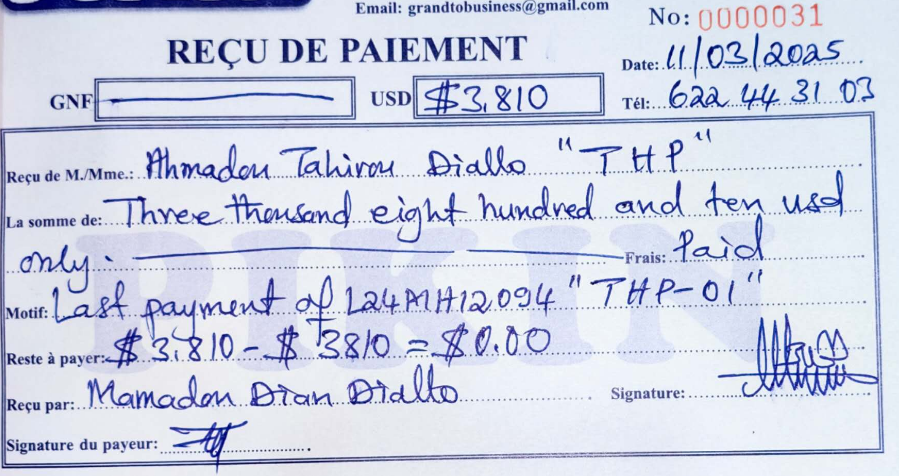 Email: grandtobusiness@gmail.com
No: 0000031
REÇU DE PAIEMENT
Date: 11/03/2025
GNF USD $3,810 Tél: 622 44 31 03
Reçu de M./Mme.: Ahmadou Tahirou Diallo "THP"
La somme de: Three thousand eight hundred and ten usd
only. Frais: Paid
Motif: Last payment of L24MH12.094 "THP-01"
Reste à payer: $ 3,810 - $ 3810 = $0.00
Reçu par: Mamadou Dian Diallo Signature:
Signature du payeur:
PIKIN